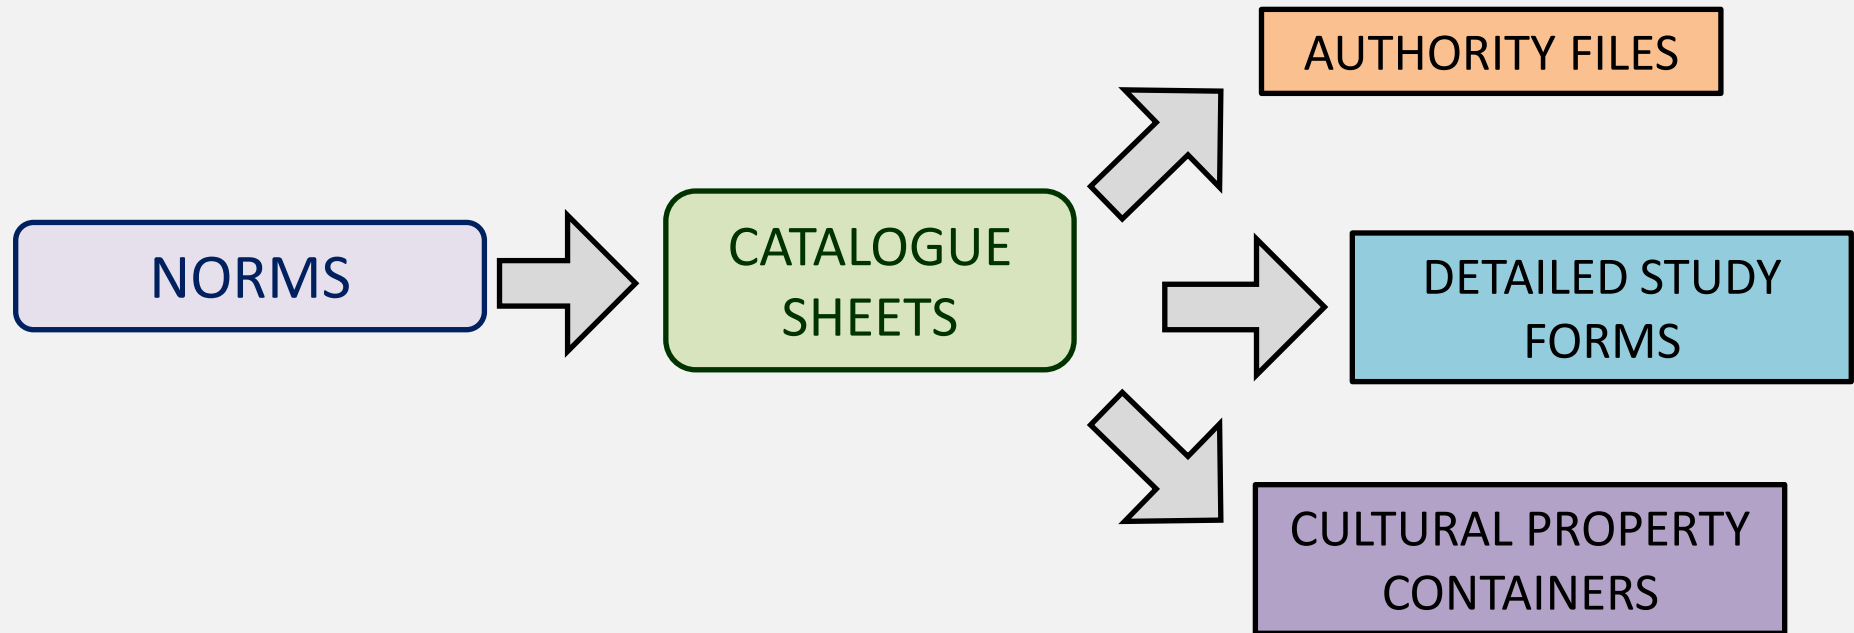 NORMS
CATALOGUE
SHEETS
AUTHORITY FILES
DETAILED STUDY
FORMS
CULTURAL PROPERTY
CONTAINERS